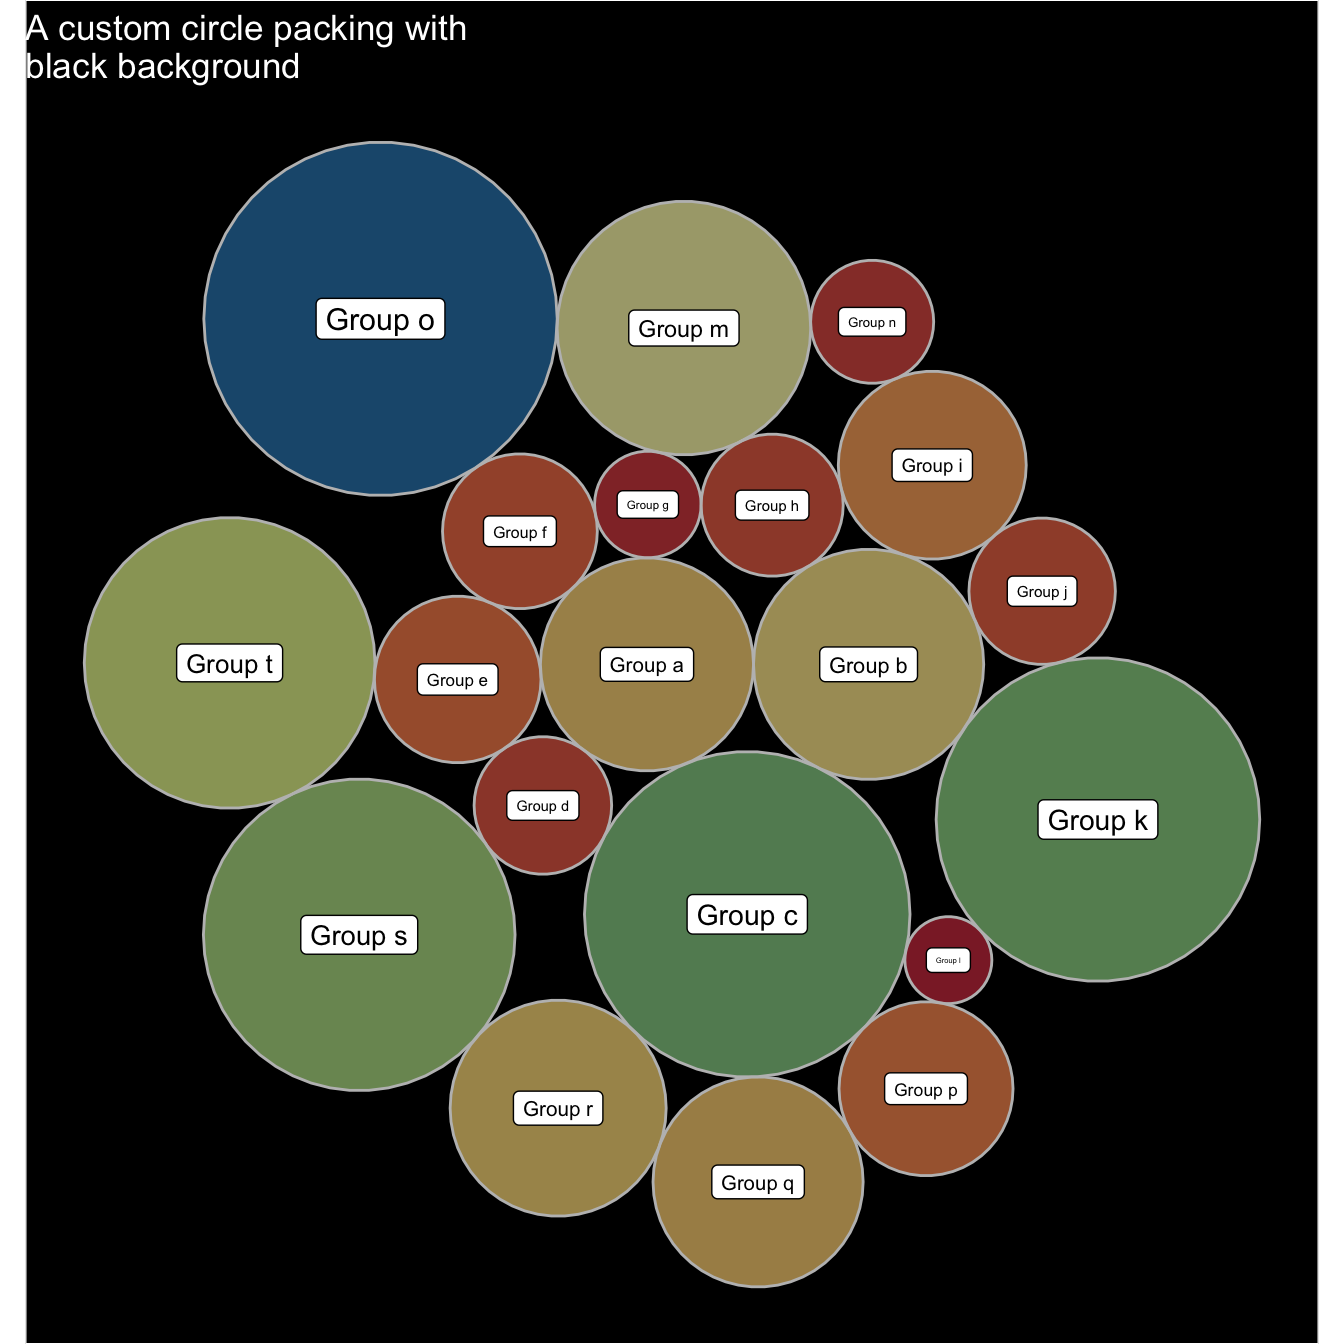 A custom circle packing with
black background
Group o
Group m
Group n
Group i
Group g
Group h
Group f
Group j
Group t
Group a
Group b
Group e
Group d
Group k
Group c
Group s
Group l
Group p
Group r
Group q